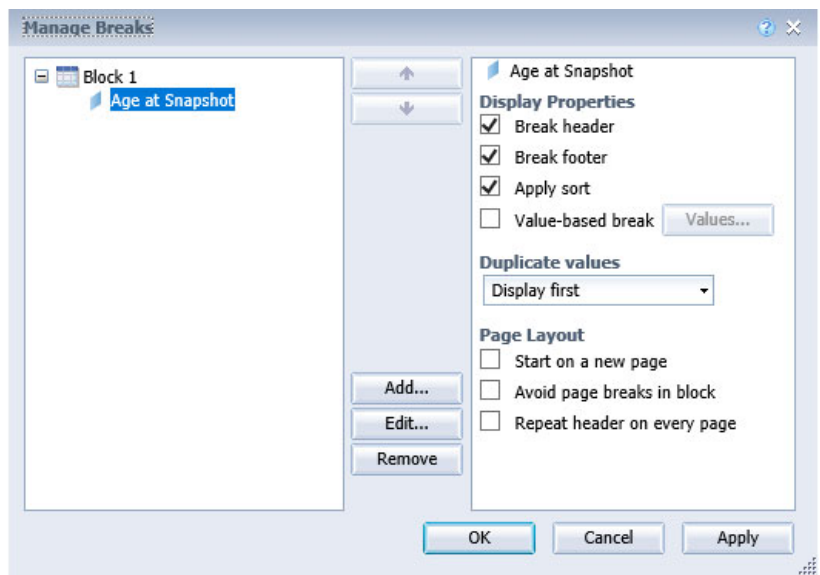 Manage Breaks
Block 1
Age at Snapshot
Add...
Edit...
Remove
Age at Snapshot
Display Properties
Break header
Break footer
Apply sort
Value-based break Values...
Duplicate values
Display first
Page Layout
Start on a new page
Avoid page breaks in block
Repeat header on every page
OK Cancel Apply